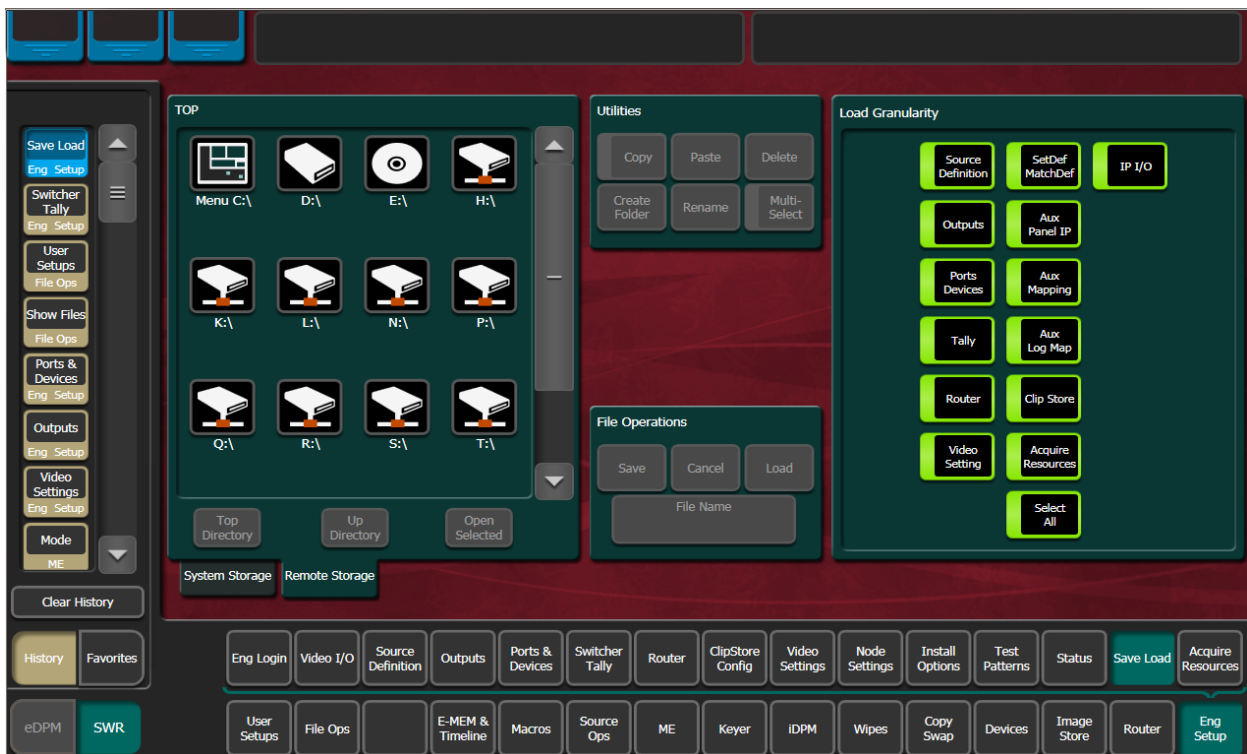 TOP
Utilities
Load Granularity
Save Load
Eng Setup
Switcher
Tally
Eng Setup
User
Setups
File Ops
Show Files
File Ops
Ports &
Devices
Eng Setup
Outputs
Eng Setup
Video
Settings
Eng Setup
Mode
ME
Clear History
History
Favorites
eDPM
SWR
Menu C:\
D:\
E:\
H:\
K:\
L:\
N:\
P:\
Q:\
R:\
S:\
T:\
Top
Directory
Up
Directory
Open
Selected
System Storage
Remote Storage
Copy
Paste
Delete
Create
Folder
Rename
Multi-
Select
File Operations
Save
Cancel
Load
File Name
Source
Definition
SetDef
MatchDef
IP I/O
Outputs
Aux
Panel IP
Ports
Devices
Aux
Mapping
Tally
Aux
Log Map
Router
Clip Store
Video
Setting
Acquire
Resources
Select
All
Eng Login
Video I/O
Source
Definition
Outputs
Ports &
Devices
Switcher
Tally
Router
ClipStore
Config
Video
Settings
Node
Settings
Install
Options
Test
Patterns
Status
Save Load
Acquire
Resources
User
Setups
File Ops
E-MEM &
Timeline
Macros
Source
Ops
ME
Keyer
iDPM
Wipes
Copy
Swap
Devices
Image
Store
Router
Eng
Setup